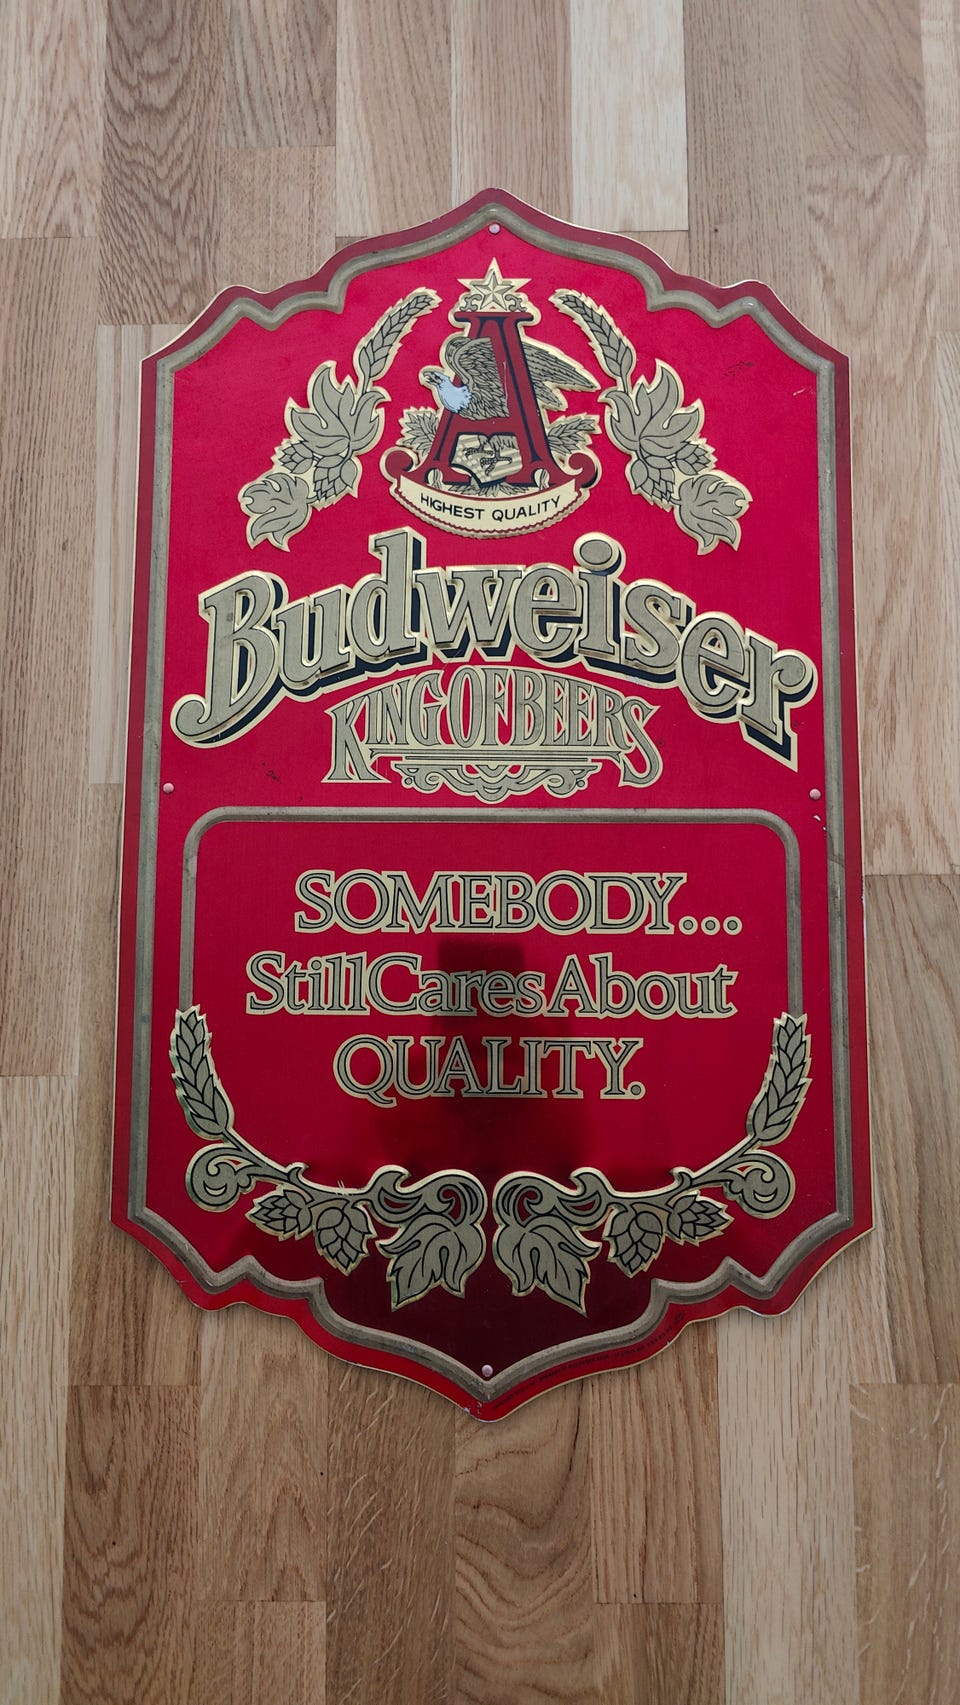 A
HIGHEST QUALITY
Budweiser
KING OF BEERS
SOMEBODY...
Still Cares About
QUALITY.